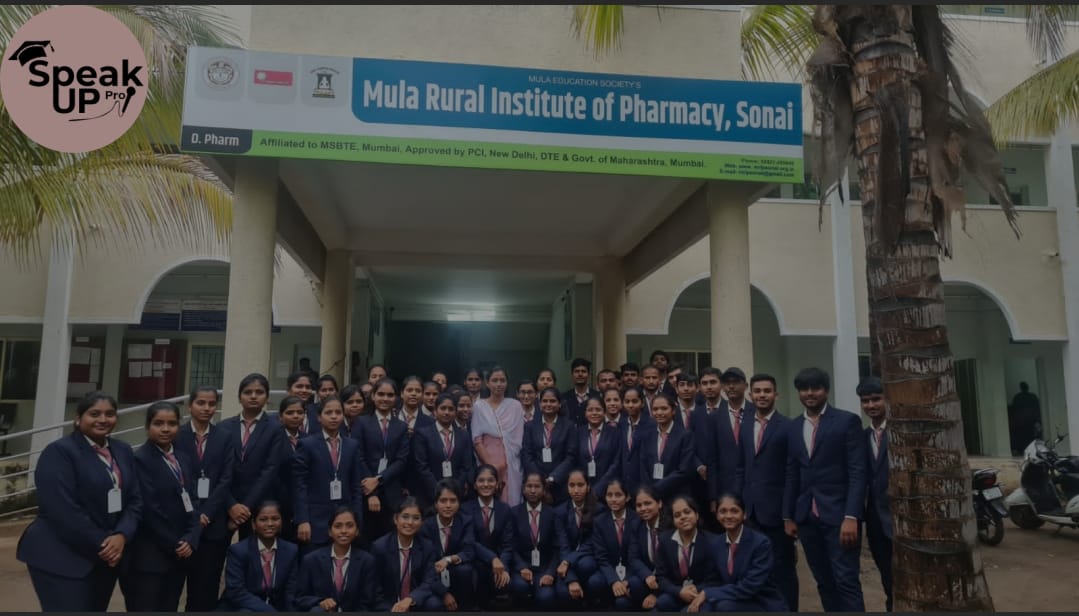 Speak
UP Pro
MULA EDUCATION SOCIETY'S
Mula Rural Institute of Pharmacy, Sonai
D. Pharm
Affiliated to MSBTE, Mumbai, Approved by PCI, New Delhi, DTE & Govt. of Maharashtra, Mumbai.